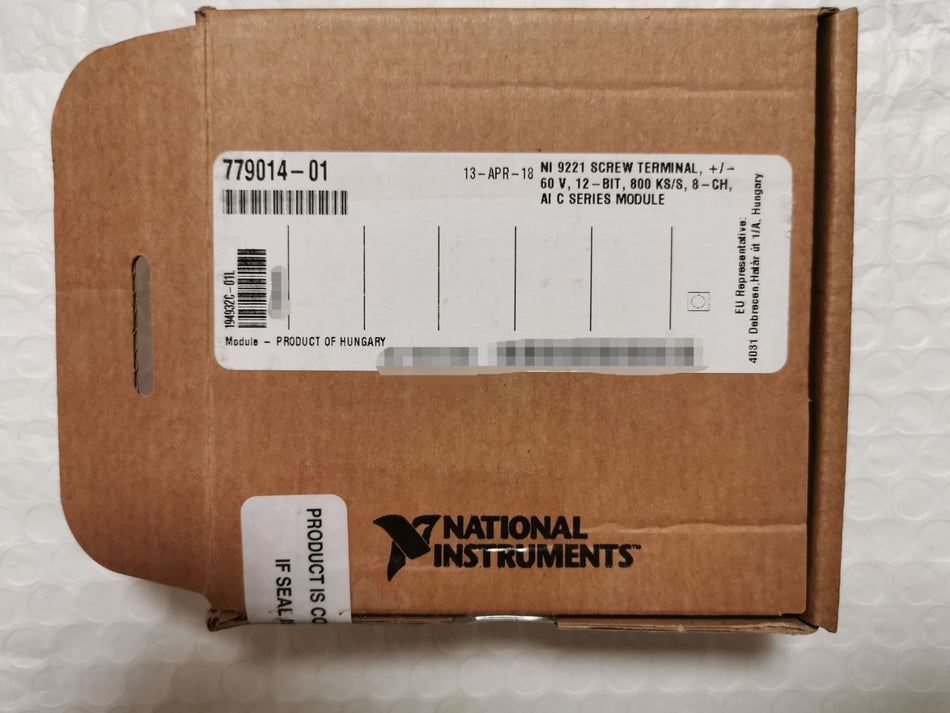 779014-01
13-APR-18
NI 9221 SCREW TERMINAL, +/-
60 V, 12-BIT, 800 KS/S, 8-CH,
AI C SERIES MODULE
194932C-01L
Module - PRODUCT OF HUNGARY
EU Representative:
4031 Debrecen,Határ út 1/A, Hungary
PRODUCT IS CO
IF SEAL
NATIONAL
INSTRUMENTS™